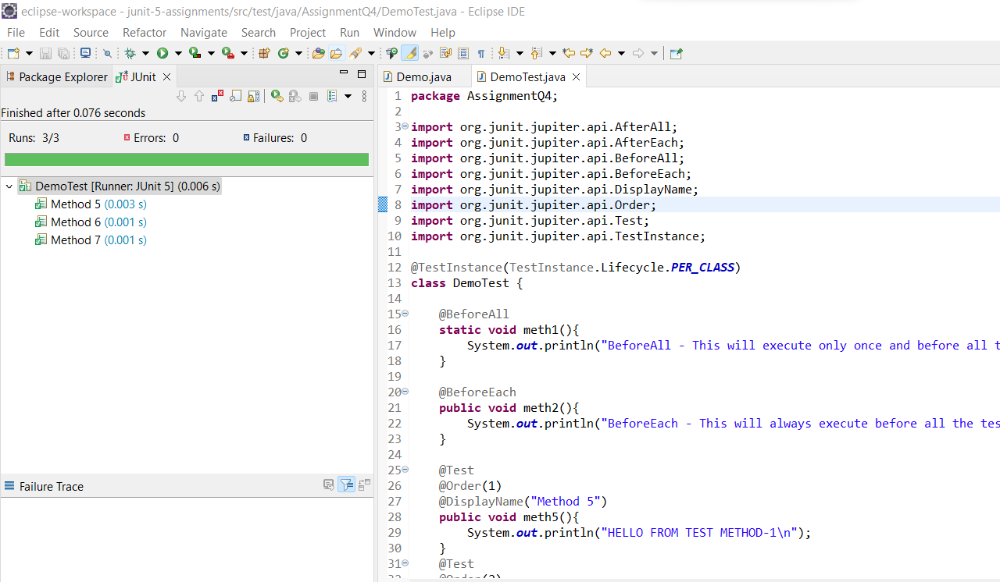 eclipse-workspace - junit-5-assignments/src/test/java/AssignmentQ4/DemoTest.java - Eclipse IDE
File Edit Source Refactor Navigate Search Project Run Window Help
Package Explorer JUnit
Finished after 0.076 seconds
Runs: 3/3 Errors: 0 Failures: 0
DemoTest [Runner: JUnit 5] (0.006 s)
Method 5 (0.003 s)
Method 6 (0.001 s)
Method 7 (0.001 s)
Failure Trace
Demo.java DemoTest.java
1 package AssignmentQ4;
2
3 import org.junit.jupiter.api.AfterAll;
4 import org.junit.jupiter.api.AfterEach;
5 import org.junit.jupiter.api.BeforeAll;
6 import org.junit.jupiter.api.BeforeEach;
7 import org.junit.jupiter.api.DisplayName;
8 import org.junit.jupiter.api.Order;
9 import org.junit.jupiter.api.Test;
10 import org.junit.jupiter.api.TestInstance;
11
12 @TestInstance(TestInstance.Lifecycle.PER_CLASS)
13 class DemoTest {
14
15 @BeforeAll
16 static void meth1(){
17 System.out.println("BeforeAll - This will execute only once and before all t
18 }
19
20 @BeforeEach
21 public void meth2(){
22 System.out.println("BeforeEach - This will always execute before all the tes
23 }
24
25 @Test
26 @Order(1)
27 @DisplayName("Method 5")
28 public void meth5(){
29 System.out.println("HELLO FROM TEST METHOD-1\n");
30 }
31 @Test